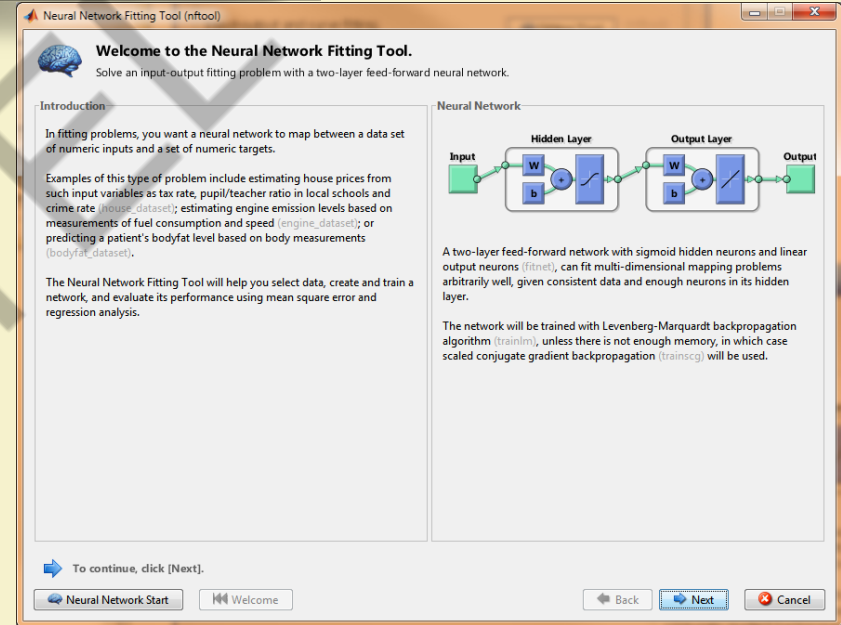 Neural Network Fitting Tool (nftool)
Welcome to the Neural Network Fitting Tool.
Solve an input-output fitting problem with a two-layer feed-forward neural network.
Introduction
In fitting problems, you want a neural network to map between a data set
of numeric inputs and a set of numeric targets.
Examples of this type of problem include estimating house prices from
such input variables as tax rate, pupil/teacher ratio in local schools and
crime rate (house_dataset); estimating engine emission levels based on
measurements of fuel consumption and speed (engine_dataset); or
predicting a patient's bodyfat level based on body measurements
(bodyfat_dataset).
The Neural Network Fitting Tool will help you select data, create and train a
network, and evaluate its performance using mean square error and
regression analysis.
Neural Network
Hidden Layer Output Layer
Input Output
W W
+ +
b b
A two-layer feed-forward network with sigmoid hidden neurons and linear
output neurons (fitnet), can fit multi-dimensional mapping problems
arbitrarily well, given consistent data and enough neurons in its hidden
layer.
The network will be trained with Levenberg-Marquardt backpropagation
algorithm (trainlm), unless there is not enough memory, in which case
scaled conjugate gradient backpropagation (trainscg) will be used.
To continue, click [Next].
Neural Network Start Welcome Back Next Cancel